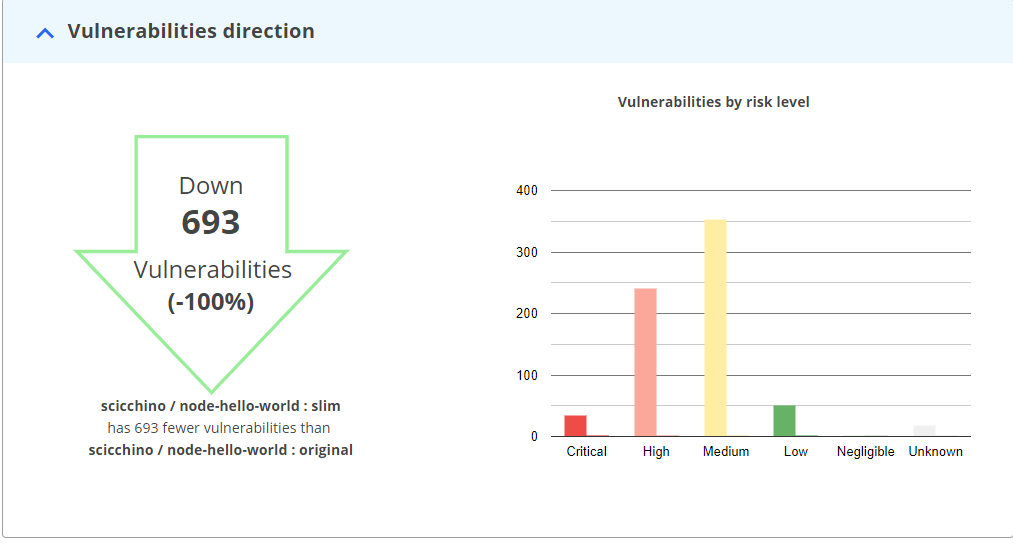 Vulnerabilities direction
Down
693
Vulnerabilities
(-100%)
scicchino / node-hello-world : slim
has 693 fewer vulnerabilities than
scicchino / node-hello-world : original
Vulnerabilities by risk level
400
300
200
100
0
Critical High Medium Low Negligible Unknown